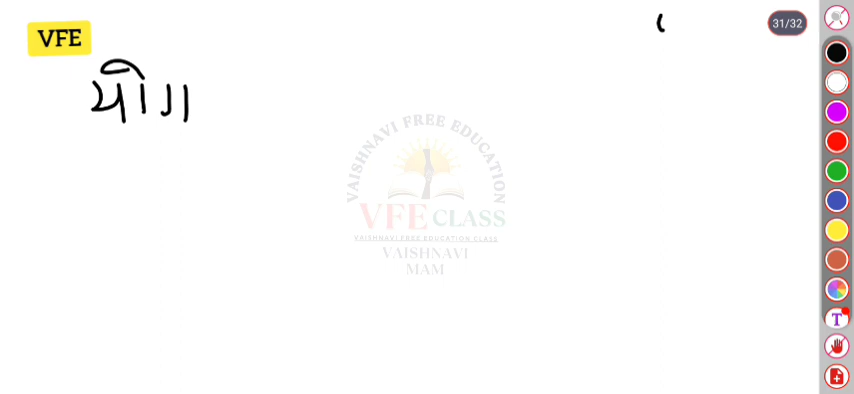 VFE
31/32
योग
VAISHNAVI FREE EDUCATION
VFE CLASS
VAISHNAVI FREE EDUCATION CLASS
VAISHNAVI
MAM
T